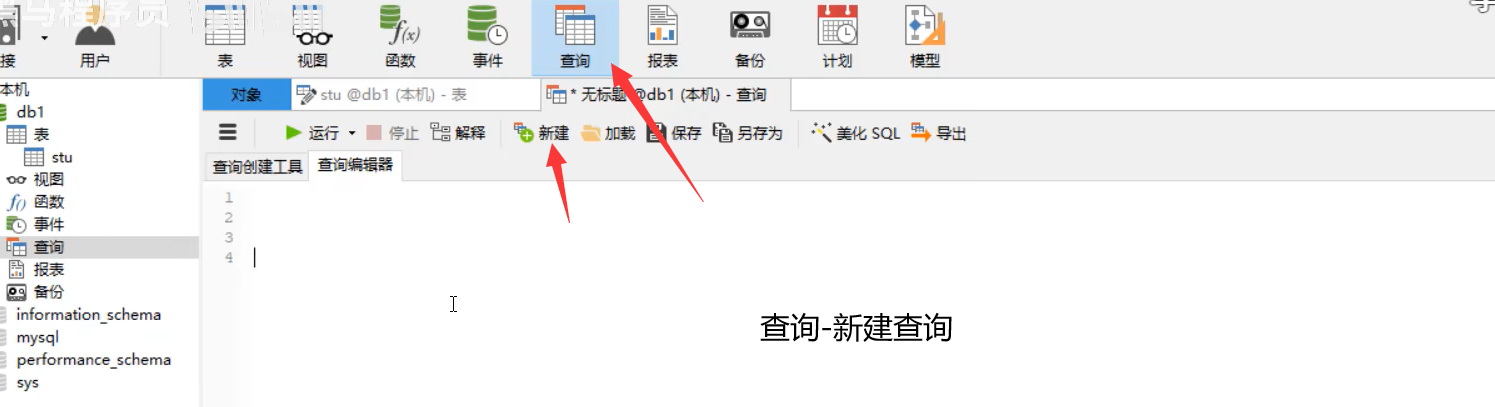 马程序员
接 用户 表 视图 函数 事件 查询 报表 备份 计划 模型
本机
db1
表
stu
视图
函数
事件
查询
报表
备份
information_schema
mysql
performance_schema
sys
对象 stu @db1 (本机) - 表 * 无标题 @db1 (本机) - 查询
运行 停止 解释 新建 加载 保存 另存为 美化 SQL 导出
查询创建工具 查询编辑器
1
2
3
4
查询-新建查询